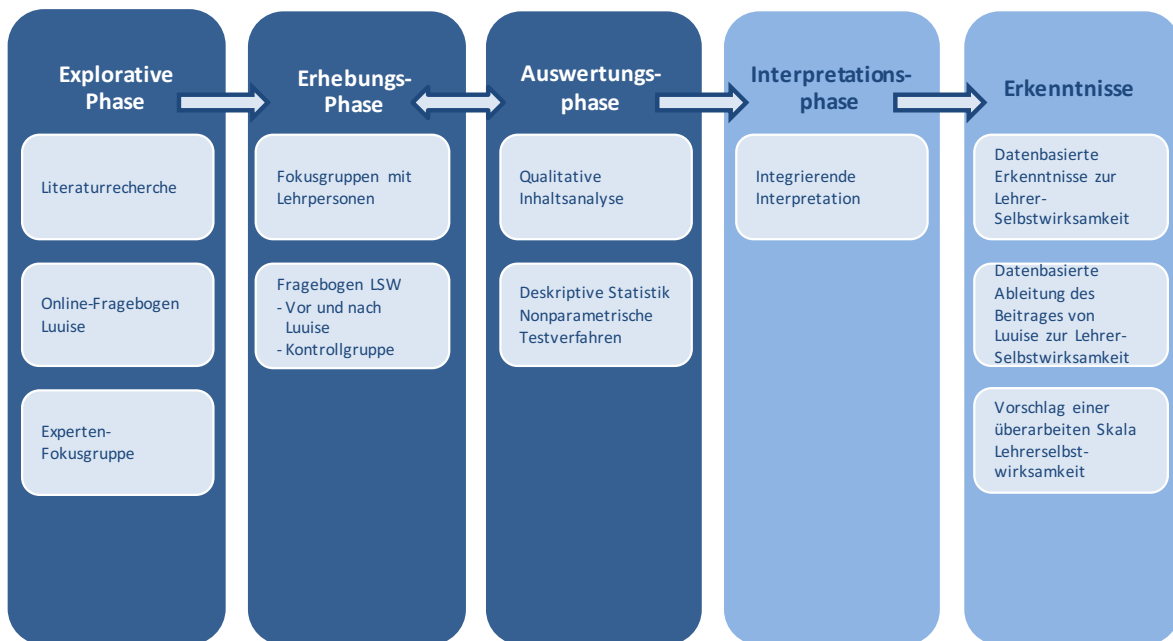 Explorative
Phase
Literaturrecherche
Online-Fragebogen
Luuise
Experten-
Fokusgruppe
Erhebungs-
Phase
Fokusgruppen mit
Lehrpersonen
Fragebogen LSW
- Vor und nach
Luuise
- Kontrollgruppe
Auswertungs-
phase
Qualitative
Inhaltsanalyse
Deskriptive Statistik
Nonparametrische
Testverfahren
Interpretations-
phase
Integrierende
Interpretation
Erkenntnisse
Datenbasierte
Erkenntnisse zur
Lehrer-
Selbstwirksamkeit
Datenbasierte
Ableitung des
Beitrages von
Luuise zur Lehrer-
Selbstwirksamkeit
Vorschlag einer
überarbeiten Skala
Lehrerselbst-
wirksamkeit